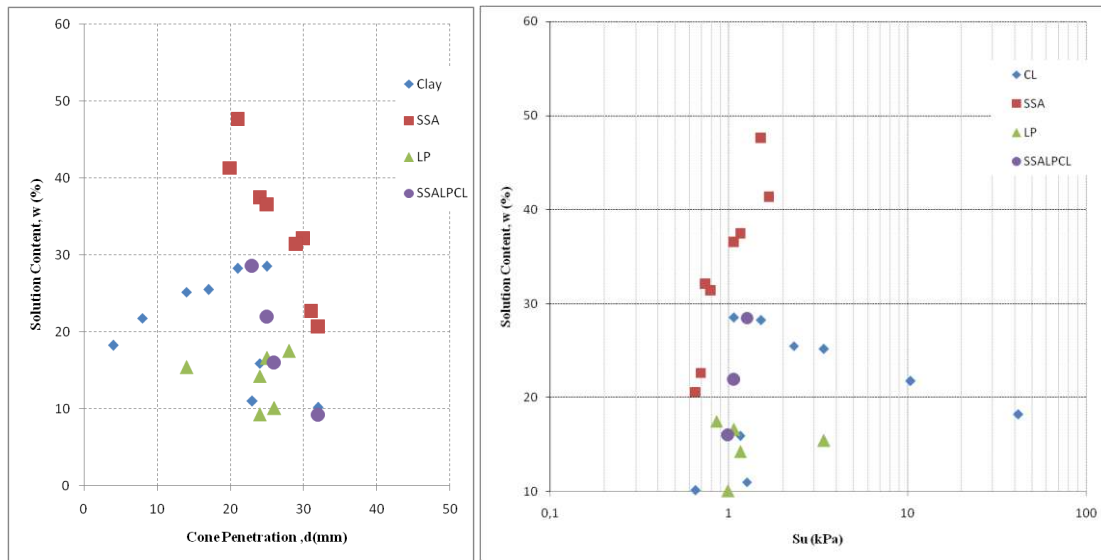 60
50
40
30
20
10
0
Solution Content, w (%)
0 10 20 30 40 50
Cone Penetration ,d(mm)
Clay
SSA
LP
SSALPCL
60
50
40
30
20
10
Solution Content, w (%)
0,1 1 10 100
Su (kPa)
CL
SSA
LP
SSALPCL